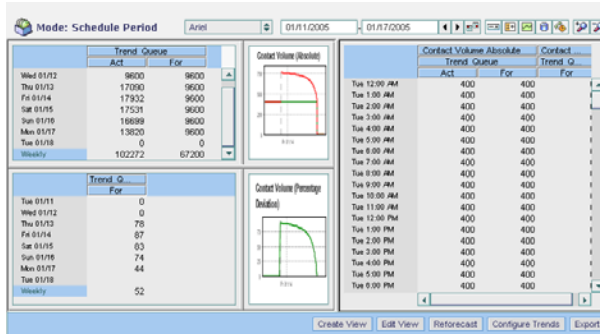 Mode: Schedule Period Ariel 01/11/2005 - 01/17/2005
Trend Queue
Act For
Wed 01/12 9600 9600
Thu 01/13 17090 9600
Fri 01/14 17932 9600
Sat 01/15 17531 9600
Sun 01/16 16699 9600
Mon 01/17 13820 9600
Tue 01/18 0 0
Weekly 102272 67200
Contact Volume (Absolute)
Trend Q...
For
Tue 01/11 0
Wed 01/12 0
Thu 01/13 78
Fri 01/14 87
Sat 01/15 83
Sun 01/16 74
Mon 01/17 44
Tue 01/18
Weekly 52
Contact Volume (Percentage
Deviation)
Contact Volume Absolute Contact ...
Trend Queue Trend Q...
Act For For
Tue 12:00 AM 400 400
Tue 1:00 AM 400 400
Tue 2:00 AM 400 400
Tue 3:00 AM 400 400
Tue 4:00 AM 400 400
Tue 5:00 AM 400 400
Tue 6:00 AM 400 400
Tue 7:00 AM 400 400
Tue 8:00 AM 400 400
Tue 9:00 AM 400 400
Tue 10:00 AM 400 400
Tue 11:00 AM 400 400
Tue 12:00 PM 400 400
Tue 1:00 PM 400 400
Tue 2:00 PM 400 400
Tue 3:00 PM 400 400
Tue 4:00 PM 400 400
Tue 5:00 PM 400 400
Tue 6:00 PM 400 400
Create View Edit View Reforecast Configure Trends Export